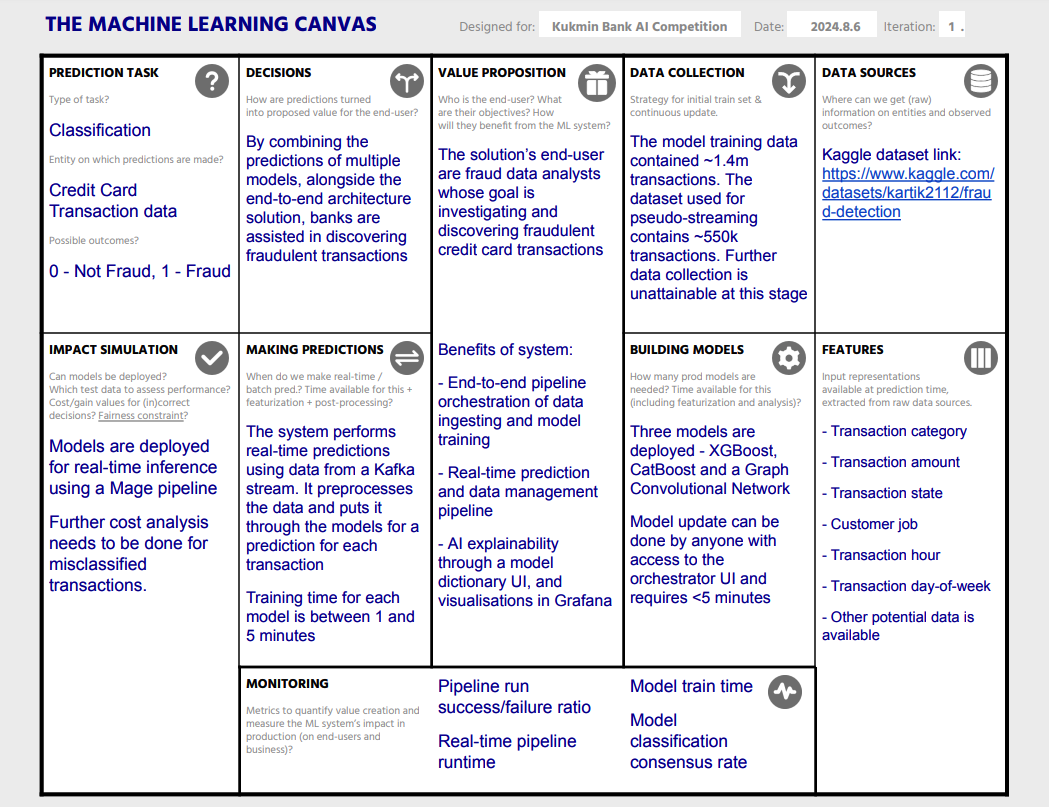 THE MACHINE LEARNING CANVAS
Designed for: Kukmin Bank AI Competition Date: 2024.8.6 Iteration: 1 .
PREDICTION TASK
Type of task?
Classification
Entity on which predictions are made?
Credit Card
Transaction data
Possible outcomes?
0 - Not Fraud, 1 - Fraud
DECISIONS
How are predictions turned
into proposed value for the end-user?
By combining the
predictions of multiple
models, alongside the
end-to-end architecture
solution, banks are
assisted in discovering
fraudulent transactions
VALUE PROPOSITION
Who is the end-user? What
are their objectives? How
will they benefit from the ML system?
The solution's end-user
are fraud data analysts
whose goal is
investigating and
discovering fraudulent
credit card transactions
Benefits of system:
- End-to-end pipeline
orchestration of data
ingesting and model
training
- Real-time prediction
and data management
pipeline
- AI explainability
through a model
dictionary UI, and
visualisations in Grafana
DATA COLLECTION
Strategy for initial train set &
continuous update.
The model training data
contained ~1.4m
transactions. The
dataset used for
pseudo-streaming
contains ~550k
transactions. Further
data collection is
unattainable at this stage
DATA SOURCES
Where can we get (raw)
information on entities and observed
outcomes?
Kaggle dataset link:
https://www.kaggle.com/
datasets/kartik2112/frau
d-detection
IMPACT SIMULATION
Can models be deployed?
Which test data to assess performance?
Cost/gain values for (in)correct
decisions? Fairness constraint?
Models are deployed
for real-time inference
using a Mage pipeline
Further cost analysis
needs to be done for
misclassified
transactions.
MAKING PREDICTIONS
When do we make real-time /
batch pred.? Time available for this +
featurization + post-processing?
The system performs
real-time predictions
using data from a Kafka
stream. It preprocesses
the data and puts it
through the models for a
prediction for each
transaction
Training time for each
model is between 1 and
5 minutes
BUILDING MODELS
How many prod models are
needed? Time available for this
(including featurization and analysis)?
Three models are
deployed - XGBoost,
CatBoost and a Graph
Convolutional Network
Model update can be
done by anyone with
access to the
orchestrator UI and
requires <5 minutes
FEATURES
Input representations
available at prediction time,
extracted from raw data sources.
- Transaction category
- Transaction amount
- Transaction state
- Customer job
- Transaction hour
- Transaction day-of-week
- Other potential data is
available
MONITORING
Metrics to quantify value creation and
measure the ML system's impact in
production (on end-users and
business)?
Pipeline run
success/failure ratio
Real-time pipeline
runtime
Model train time
Model
classification
consensus rate